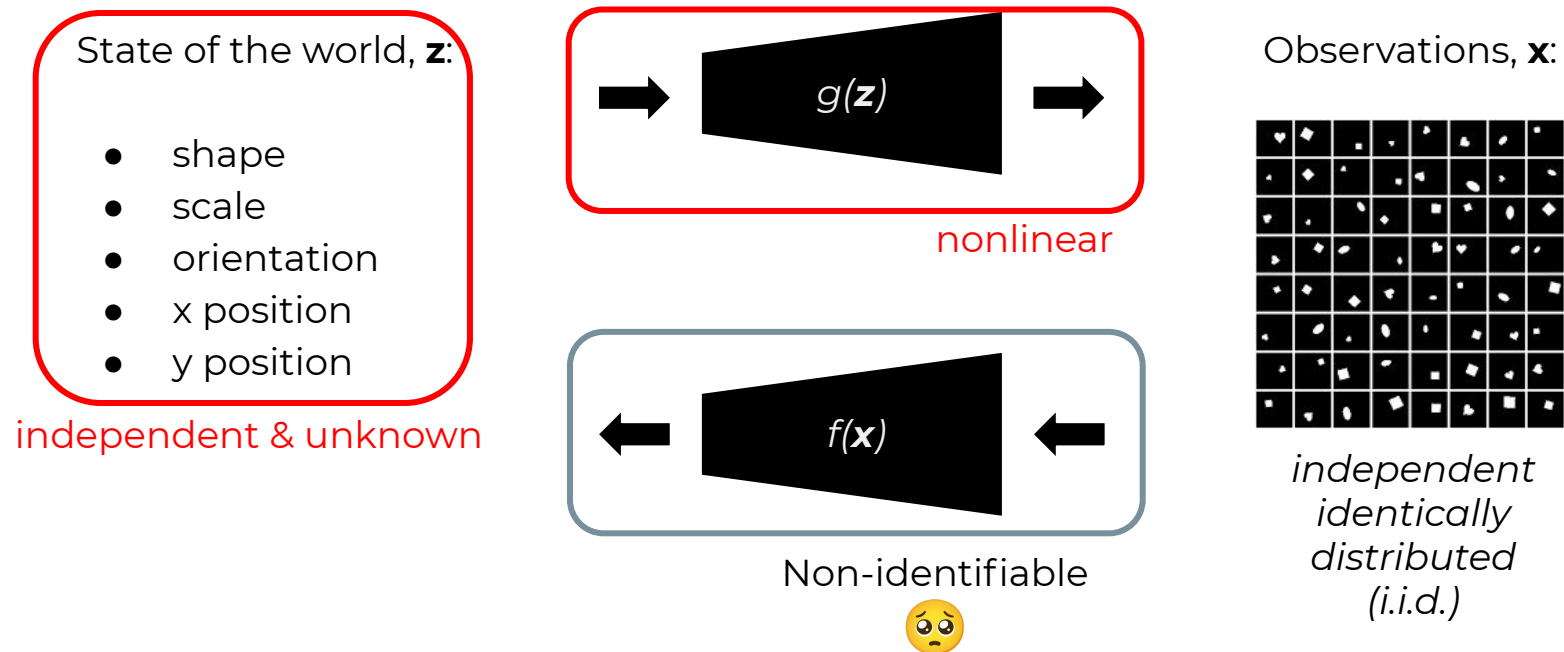 State of the world, z:
● shape
● scale
● orientation
● x position
● y position
independent & unknown
g(z)
nonlinear
f(x)
Non-identifiable
Observations, x:
independent
identically
distributed
(i.i.d.)